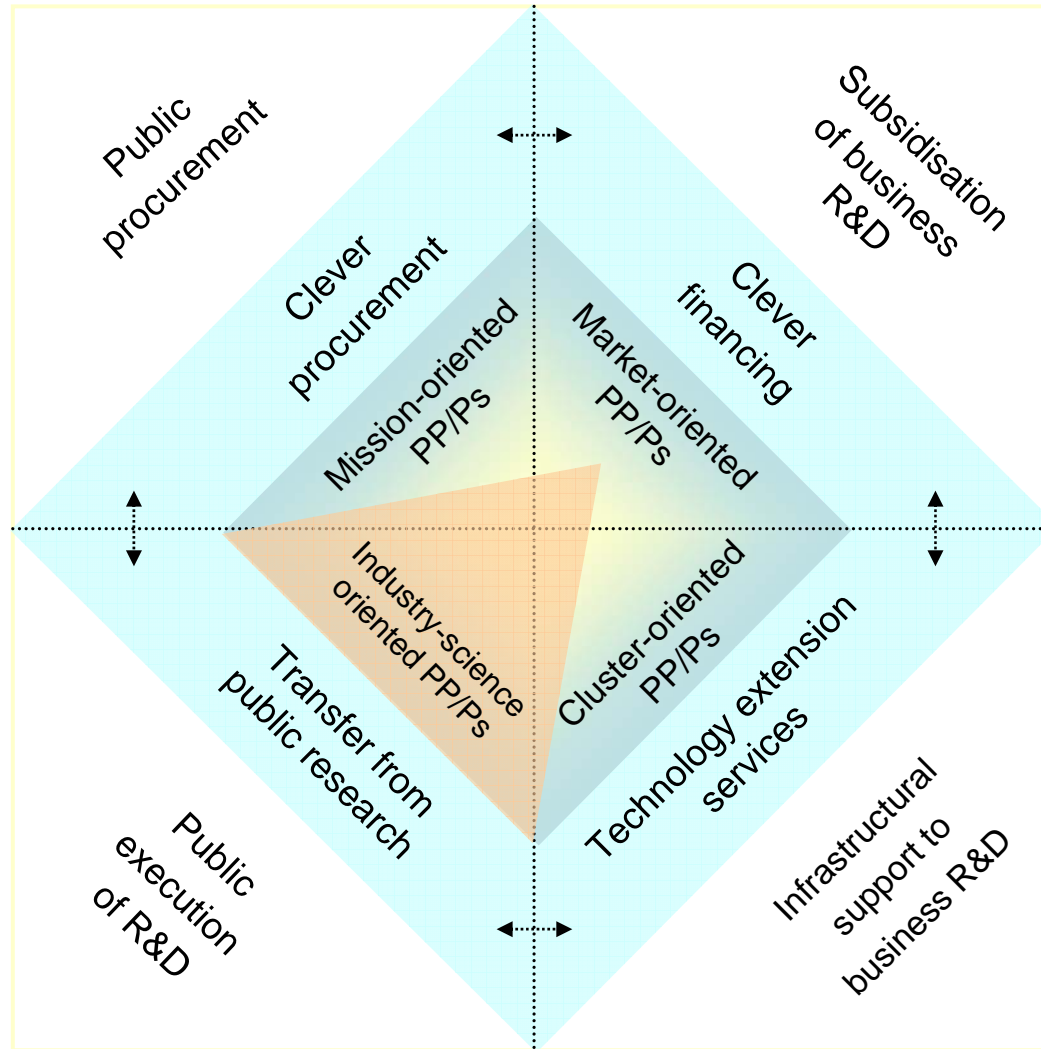 Public
procurement
Subsidisation
of business
R&D
Clever
procurement
Clever
financing
Mission-oriented
PP/Ps
Market-oriented
PP/Ps
Industry-science
oriented PP/Ps
Cluster-oriented
PP/Ps
Transfer from
public research
Technology extension
services
Public
execution
of R&D
Infrastructural
support to
business R&D